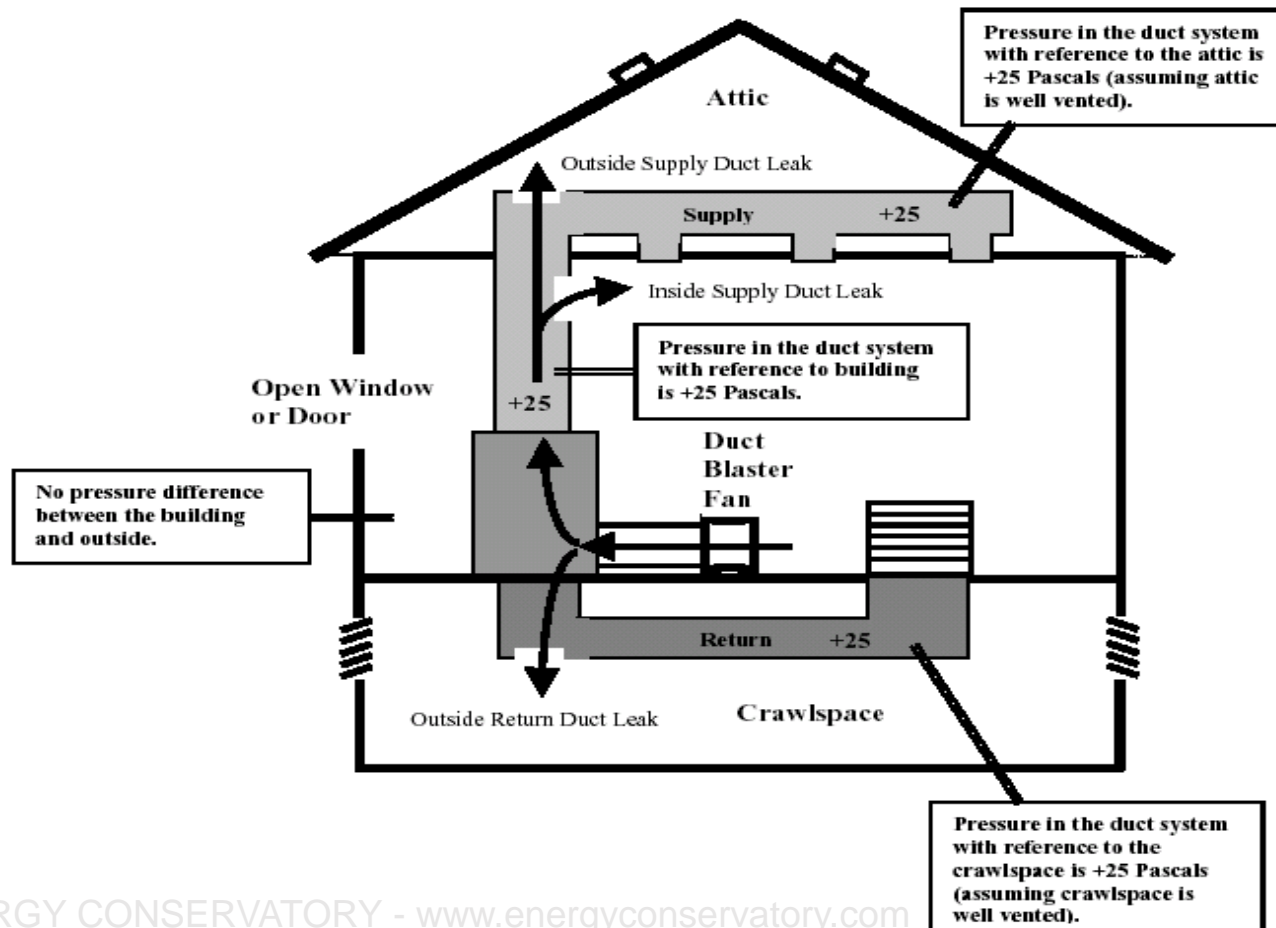 Pressure in the duct system
with reference to the attic is
+25 Pascals (assuming attic
is well vented).
Attic
Outside Supply Duct Leak
Supply
+25
Inside Supply Duct Leak
Pressure in the duct system
with reference to building
is +25 Pascals.
Open Window
or Door
+25
Duct
Blaster
Fan
No pressure difference
between the building
and outside.
Return
+25
Outside Return Duct Leak
Crawlspace
Pressure in the duct system
with reference to the
crawlspace is +25 Pascals
(assuming crawlspace is
well vented).
RGY CONSERVATORY - www.energyconservatory.com